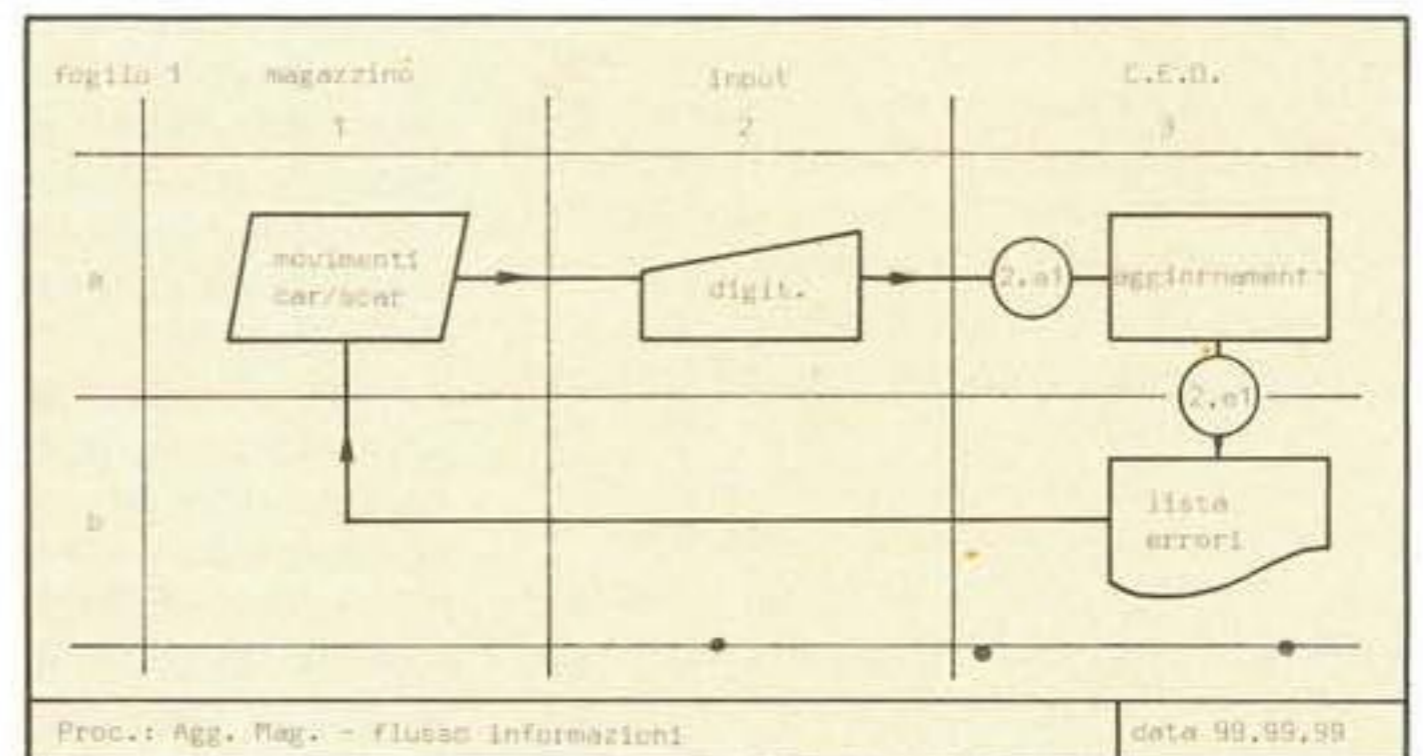 foglio 1 magazzino input C.E.D.
1 2 3
a movimenti car/scar digit. 2.a1 aggiornament
2.a1
b lista errori
Proc.: Agg. Mag. - flusso informazioni data 99.99.99